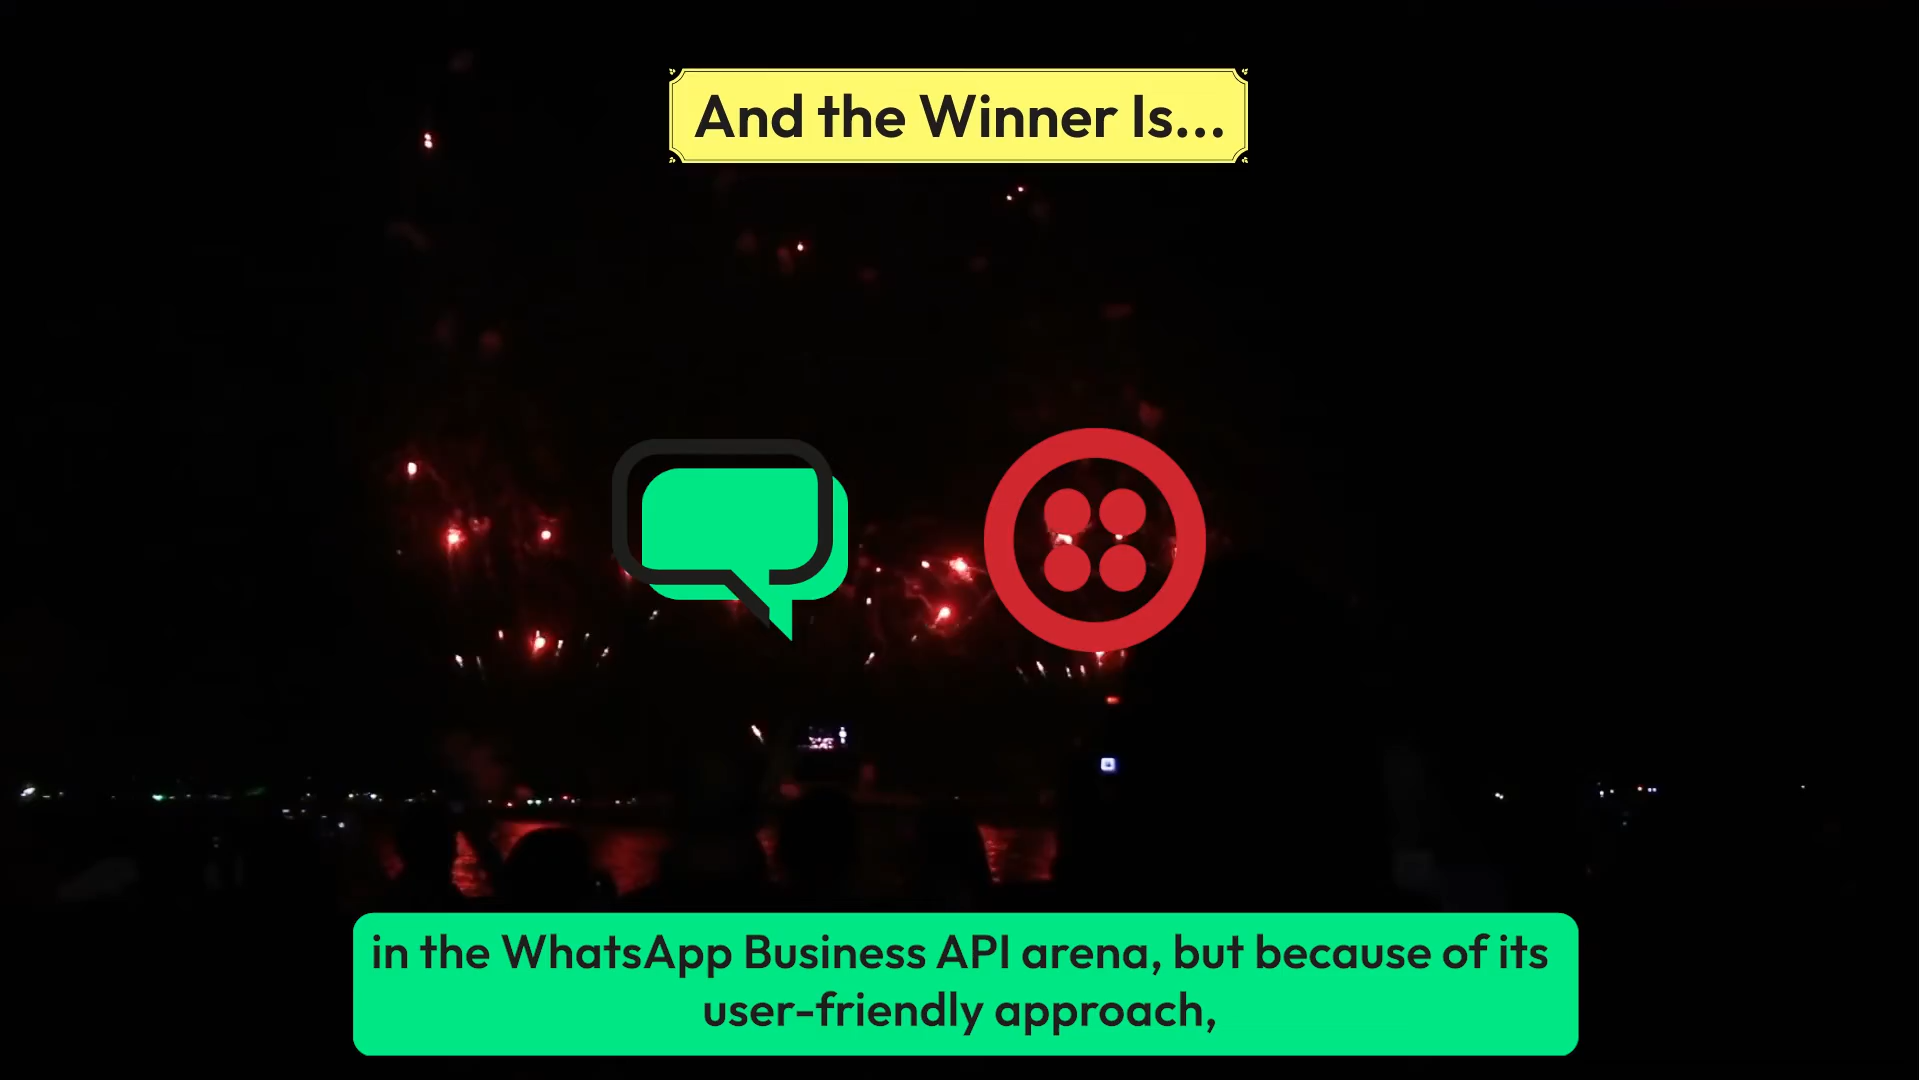 And the Winner Is...
in the WhatsApp Business API arena, but because of its
user-friendly approach,